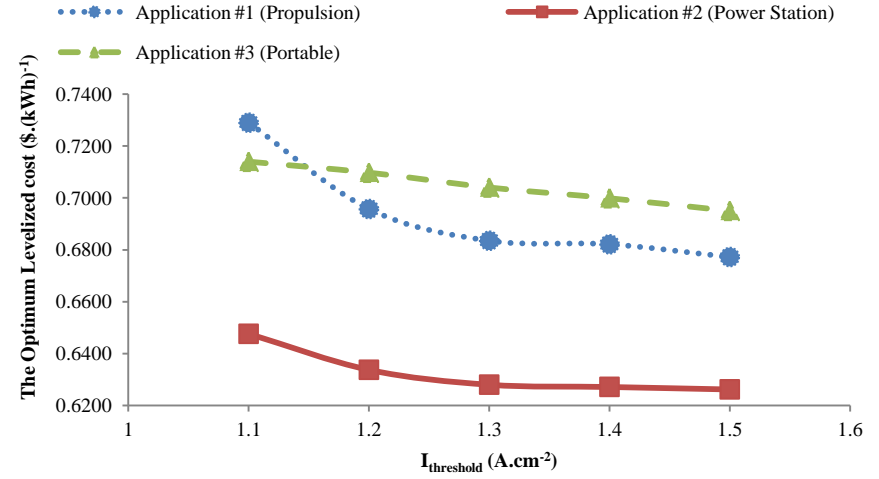 Application #1 (Propulsion)
Application #2 (Power Station)
Application #3 (Portable)
The Optimum Levelized cost ($.(kWh)-1)
0.7400
0.7200
0.7000
0.6800
0.6600
0.6400
0.6200
1 1.1 1.2 1.3 1.4 1.5 1.6
Ithreshold (A.cm-2)